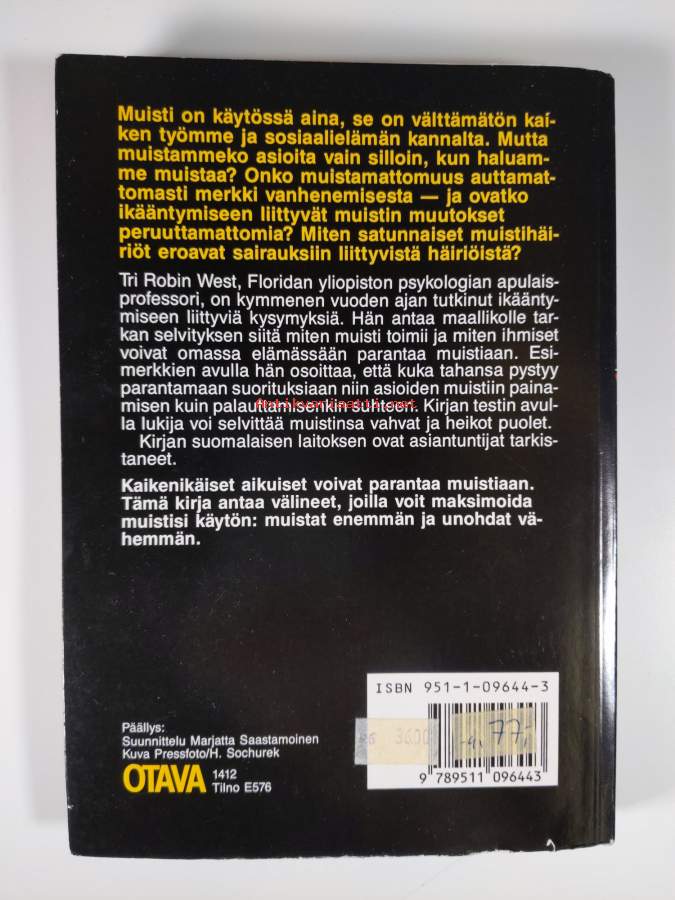 Muisti on käytössä aina, se on välttämätön kai-
ken työmme ja sosiaalielämän kannalta. Mutta
muistammeko asioita vain silloin, kun haluam-
me muistaa? Onko muistamattomuus auttamat-
tomasti merkki vanhenemisesta — ja ovatko
ikääntymiseen liittyvät muistin muutokset
peruuttamattomia? Miten satunnaiset muistihäi-
riöt eroavat sairauksiin liittyvistä häiriöistä?
Tri Robin West, Floridan yliopiston psykologian apulais-
professori, on kymmenen vuoden ajan tutkinut ikäänty-
miseen liittyviä kysymyksiä. Hän antaa maallikolle tar-
kan selvityksen siitä miten muisti toimii ja miten ihmiset
voivat omassa elämässään parantaa muistiaan. Esi-
merkkien avulla hän osoittaa, että kuka tahansa pystyy
parantamaan suorituksiaan niin asioiden muistiin paina-
misen kuin palauttamisenkin suhteen. Kirjan testin avul-
la lukija voi selvittää muistinsa vahvat ja heikot puolet.
Kirjan suomalaisen laitoksen ovat asiantuntijat tarkis-
taneet.
Kaikenikäiset aikuiset voivat parantaa muistiaan.
Tämä kirja antaa välineet, joilla voit maksimoida
muistisi käytön: muistat enemmän ja unohdat vä-
hemmän.
antikvariaatti.net
ISBN 951-1-09644-3
77,-
9 789511 096443
Päällys:
Suunnittelu Marjatta Saastamoinen
Kuva Pressfoto/H. Sochurek
OTAVA
1412
Tilno E576